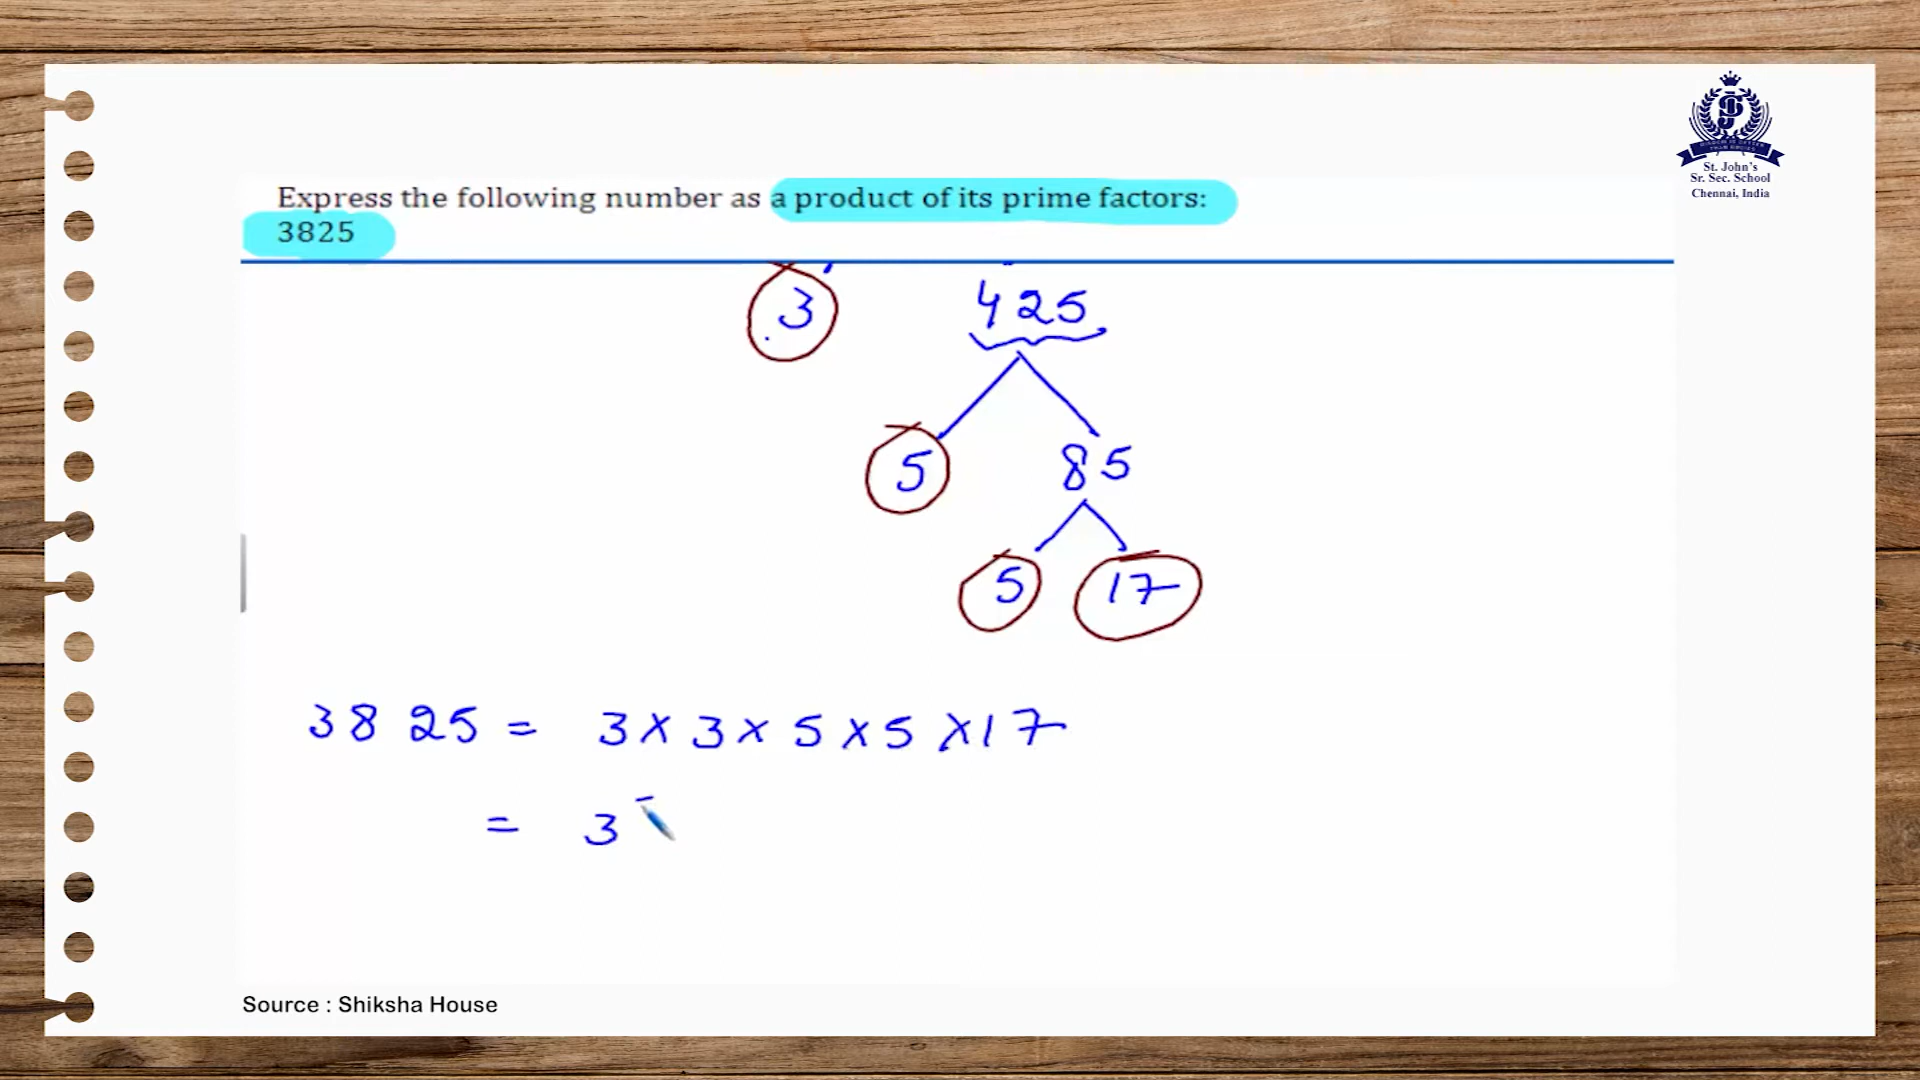 St. John's
Sr. Sec. School
Chennai, India
Express the following number as a product of its prime factors:
3825
3 425
5 85
5 17
3825 = 3 × 3 × 5 × 5 × 17
= 3
Source : Shiksha House